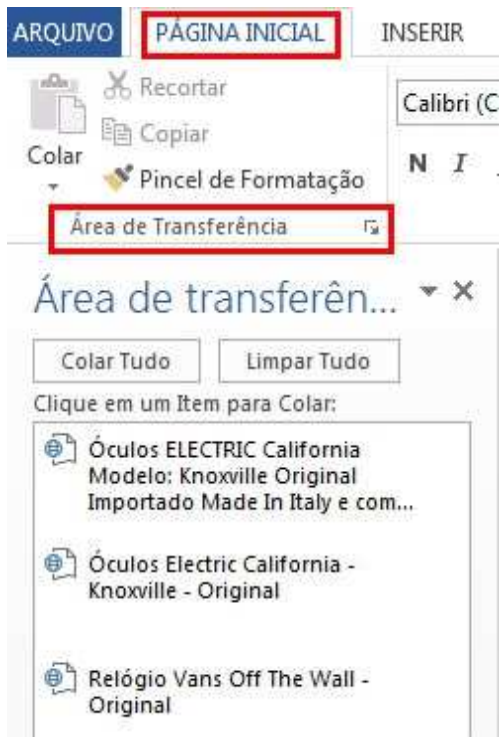 ARQUIVO PÁGINA INICIAL INSERIR
Recortar
Copiar
Colar
Pincel de Formatação
Calibri (C
N I
Área de Transferência
Área de transferên...
Colar Tudo Limpar Tudo
Clique em um Item para Colar:
Óculos ELECTRIC California
Modelo: Knoxville Original
Importado Made In Italy e com...
Óculos Electric California -
Knoxville - Original
Relógio Vans Off The Wall -
Original